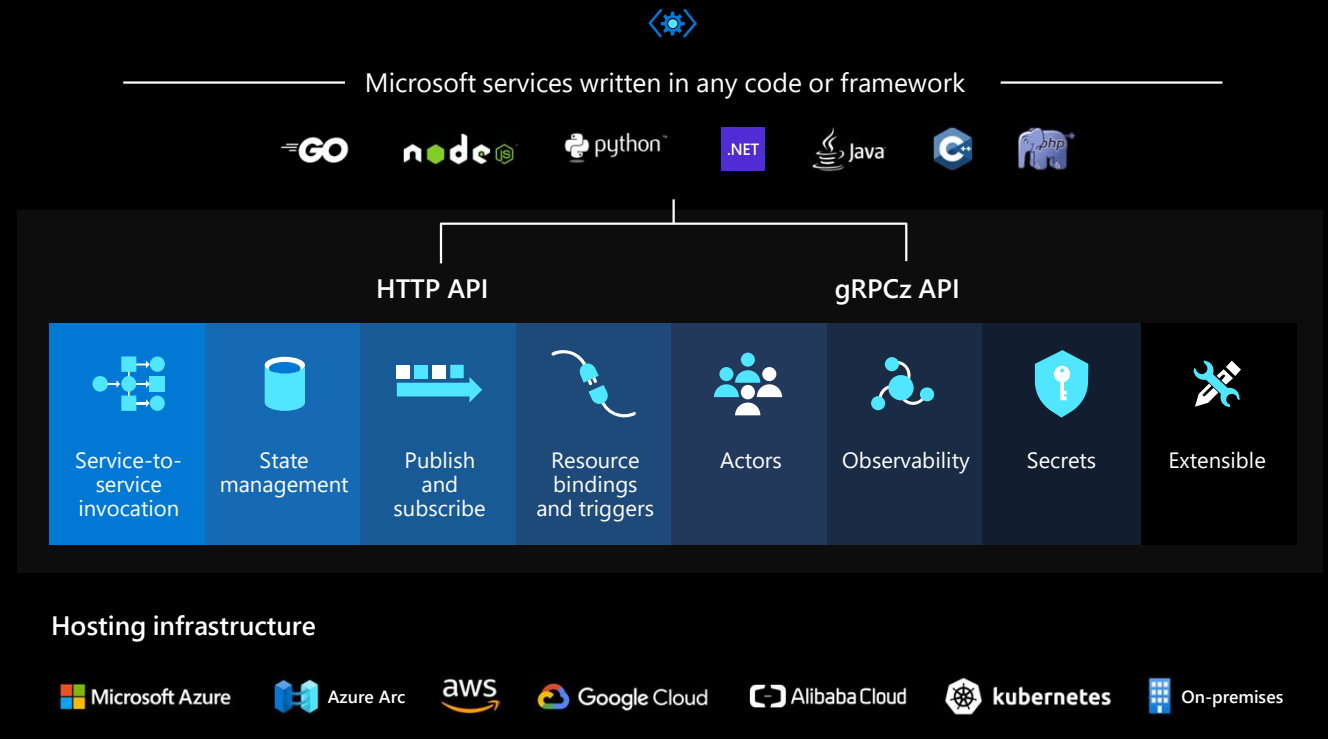 Microsoft services written in any code or framework
GO
node JS
python
.NET
Java
C++
php
HTTP API
gRPCz API
Service-to-
service
invocation
State
management
Publish
and
subscribe
Resource
bindings
and triggers
Actors
Observability
Secrets
Extensible
Hosting infrastructure
Microsoft Azure
Azure Arc
aws
Google Cloud
Alibaba Cloud
kubernetes
On-premises